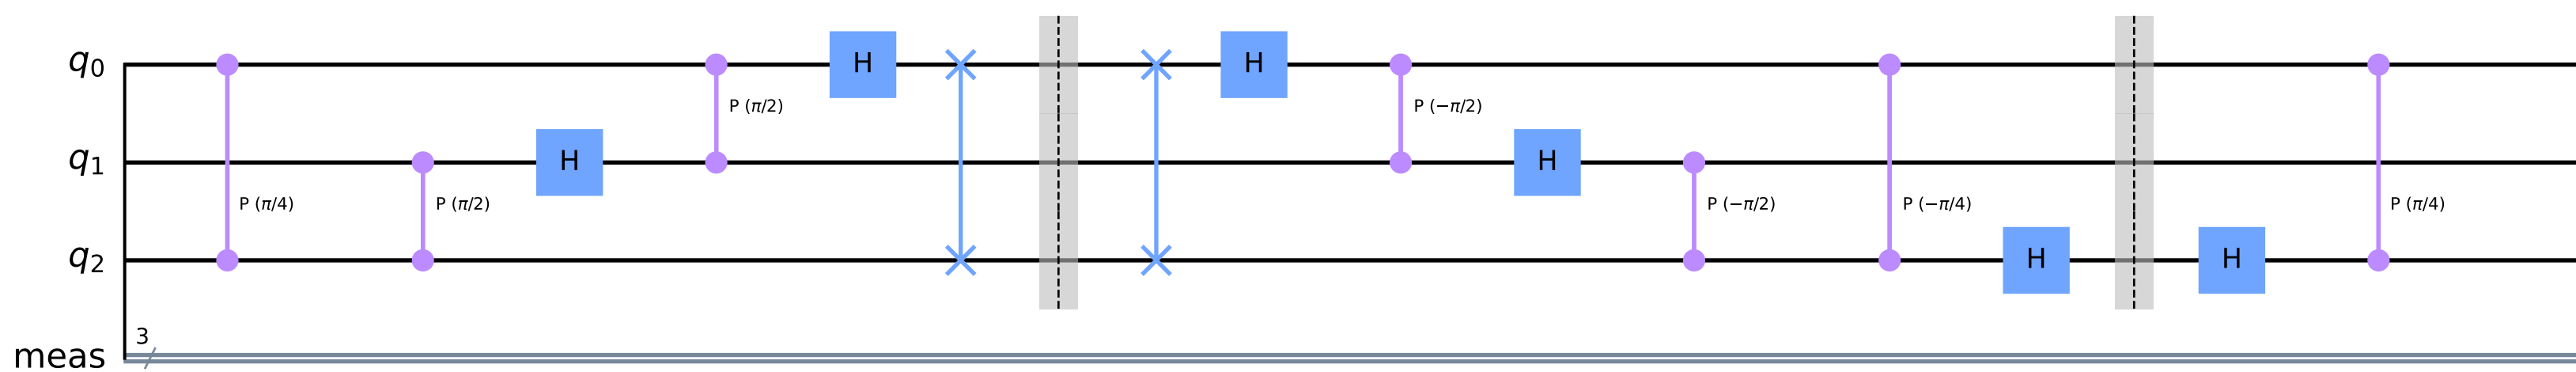 q0 H H
P (π/2) P (−π/2)
q1 H H
P (π/4) P (π/2) P (−π/2) P (−π/4) P (π/4)
q2 H H
3
meas